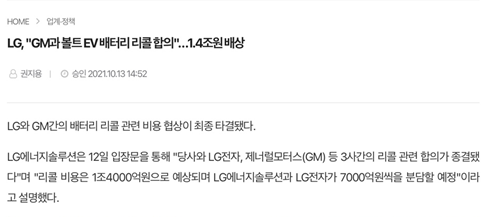 HOME > 업계·정책
LG, "GM과 볼트 EV 배터리 리콜 합의"…1.4조원 배상
권지용 | 승인 2021.10.13 14:52
LG와 GM간의 배터리 리콜 관련 비용 협상이 최종 타결됐다.
LG에너지솔루션은 12일 입장문을 통해 "당사와 LG전자, 제너럴모터스(GM) 등 3사간의 리콜 관련 합의가 종결됐
다"며 "리콜 비용은 1조4000억원으로 예상되며 LG에너지솔루션과 LG전자가 7000억원씩을 분담할 예정"이라
고 설명했다.